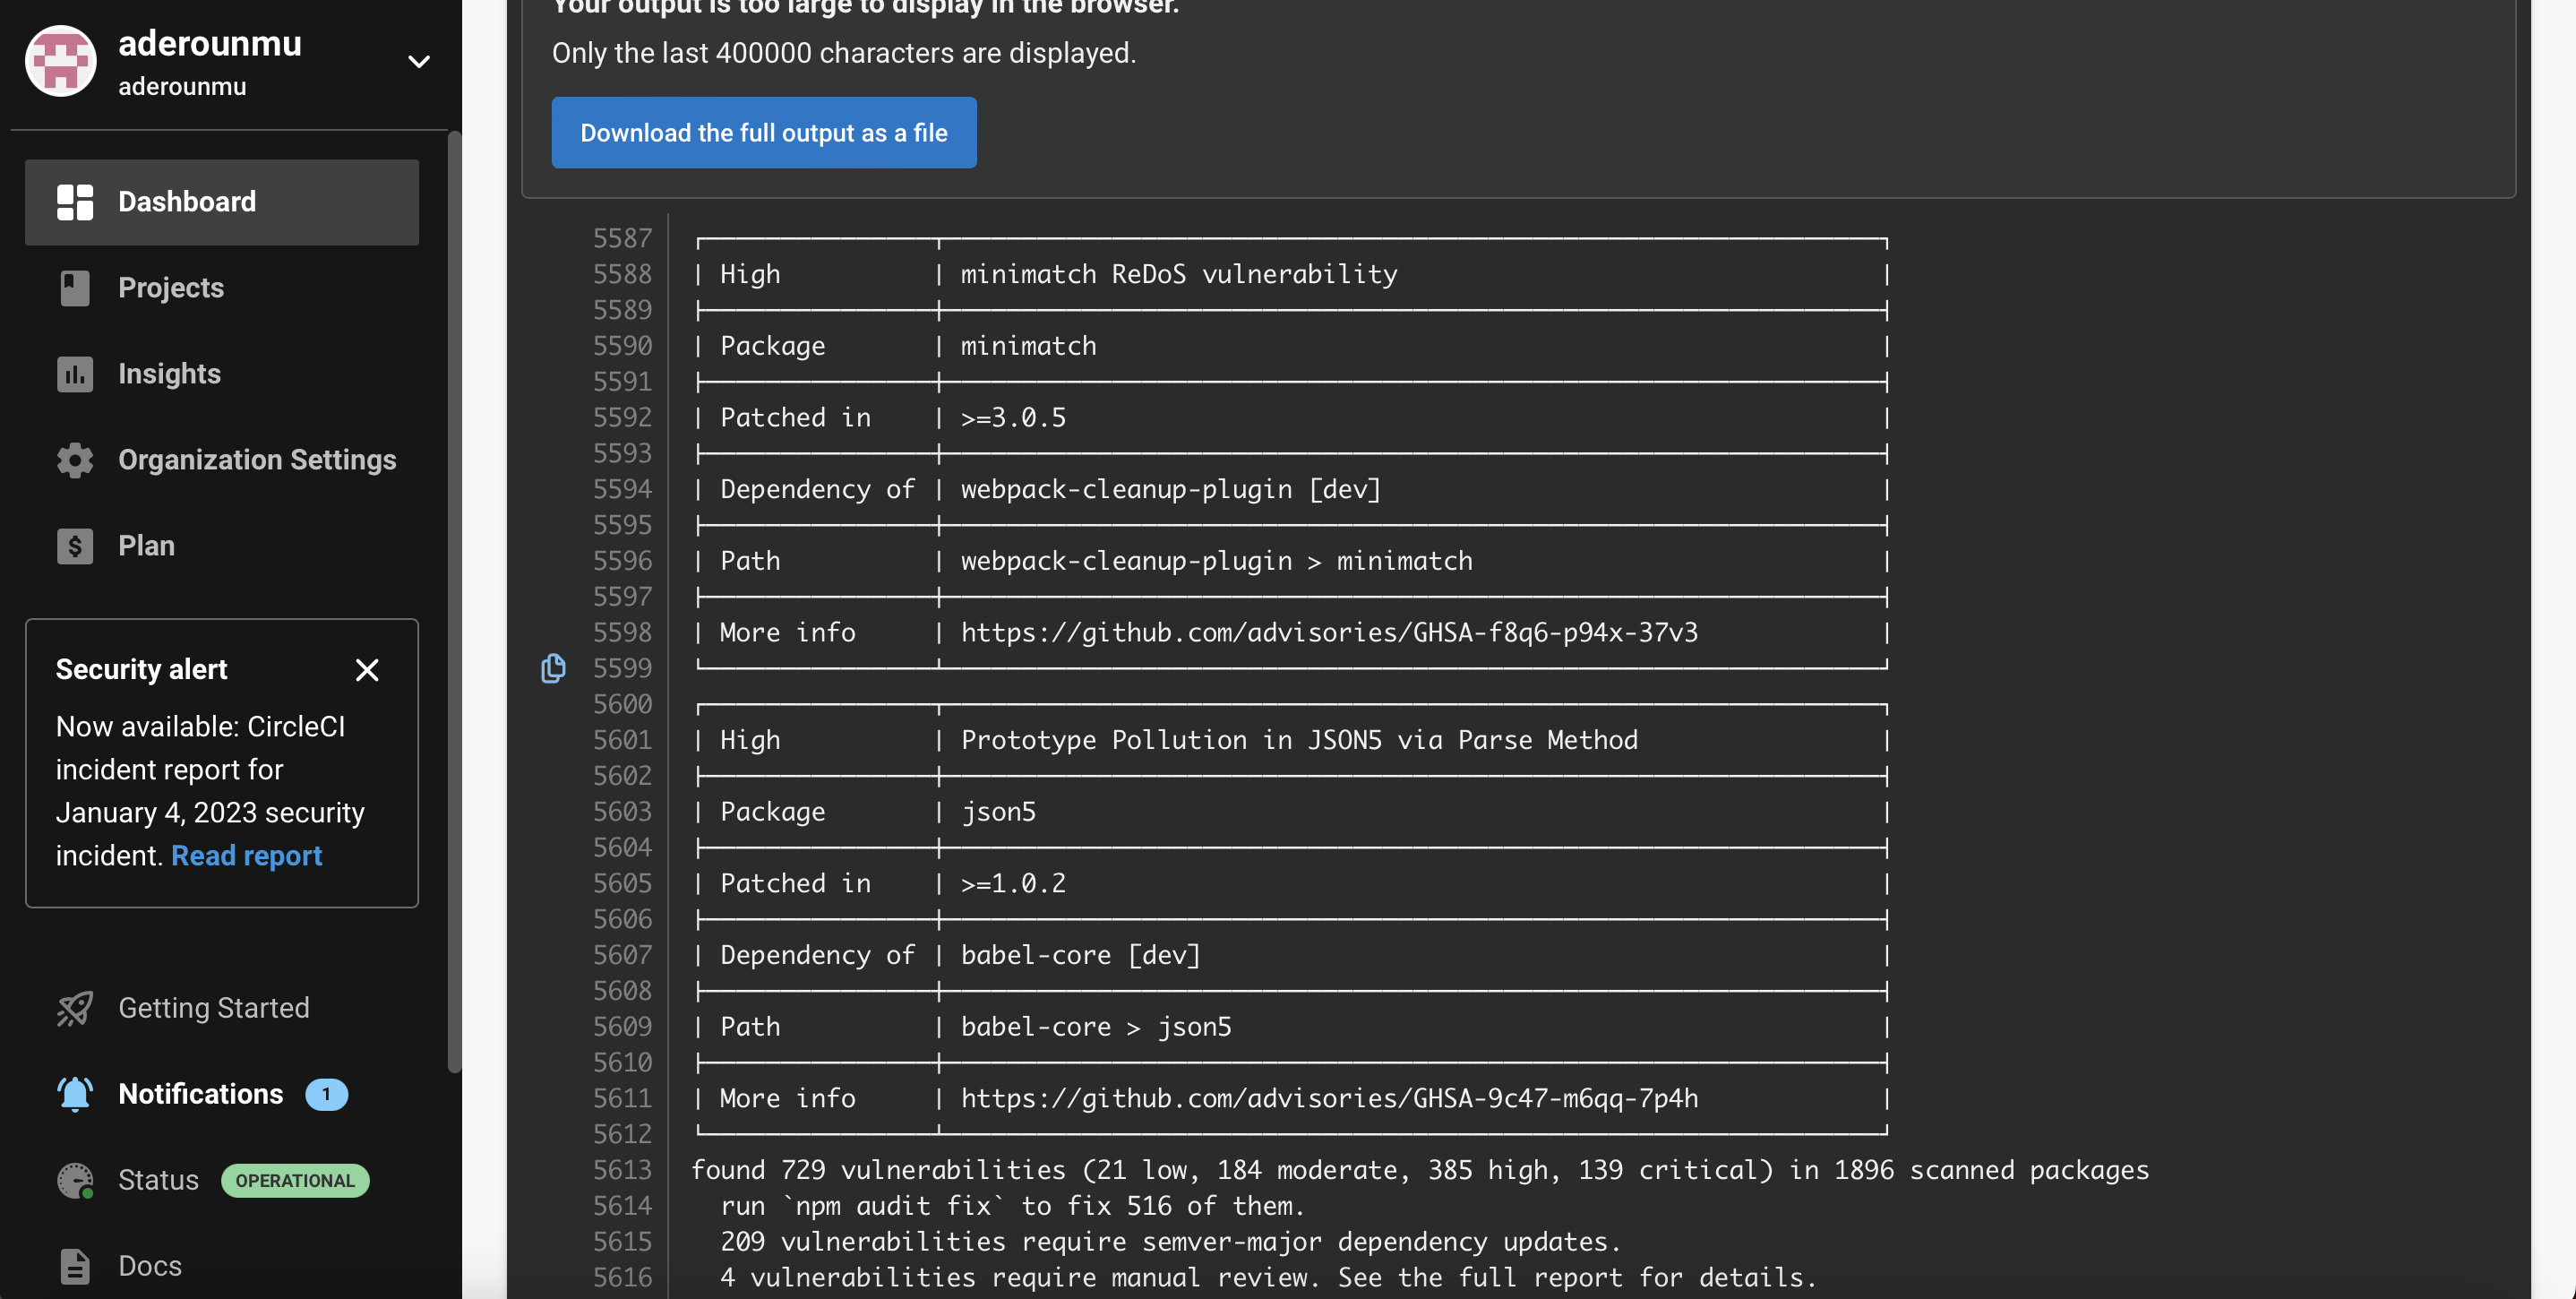 aderounmu
aderounmu
Dashboard
Projects
Insights
Organization Settings
Plan
Security alert
Now available: CircleCI
incident report for
January 4, 2023 security
incident. Read report
Getting Started
Notifications 1
Status OPERATIONAL
Docs
Your output is too large to display in the browser.
Only the last 400000 characters are displayed.
Download the full output as a file
5587
5588 | High | minimatch ReDoS vulnerability |
5589
5590 | Package | minimatch |
5591
5592 | Patched in | >=3.0.5 |
5593
5594 | Dependency of | webpack-cleanup-plugin [dev] |
5595
5596 | Path | webpack-cleanup-plugin > minimatch |
5597
5598 | More info | https://github.com/advisories/GHSA-f8q6-p94x-37v3 |
5599
5600
5601 | High | Prototype Pollution in JSON5 via Parse Method |
5602
5603 | Package | json5 |
5604
5605 | Patched in | >=1.0.2 |
5606
5607 | Dependency of | babel-core [dev] |
5608
5609 | Path | babel-core > json5 |
5610
5611 | More info | https://github.com/advisories/GHSA-9c47-m6qq-7p4h |
5612
5613 found 729 vulnerabilities (21 low, 184 moderate, 385 high, 139 critical) in 1896 scanned packages
5614 run `npm audit fix` to fix 516 of them.
5615 209 vulnerabilities require semver-major dependency updates.
5616 4 vulnerabilities require manual review. See the full report for details.